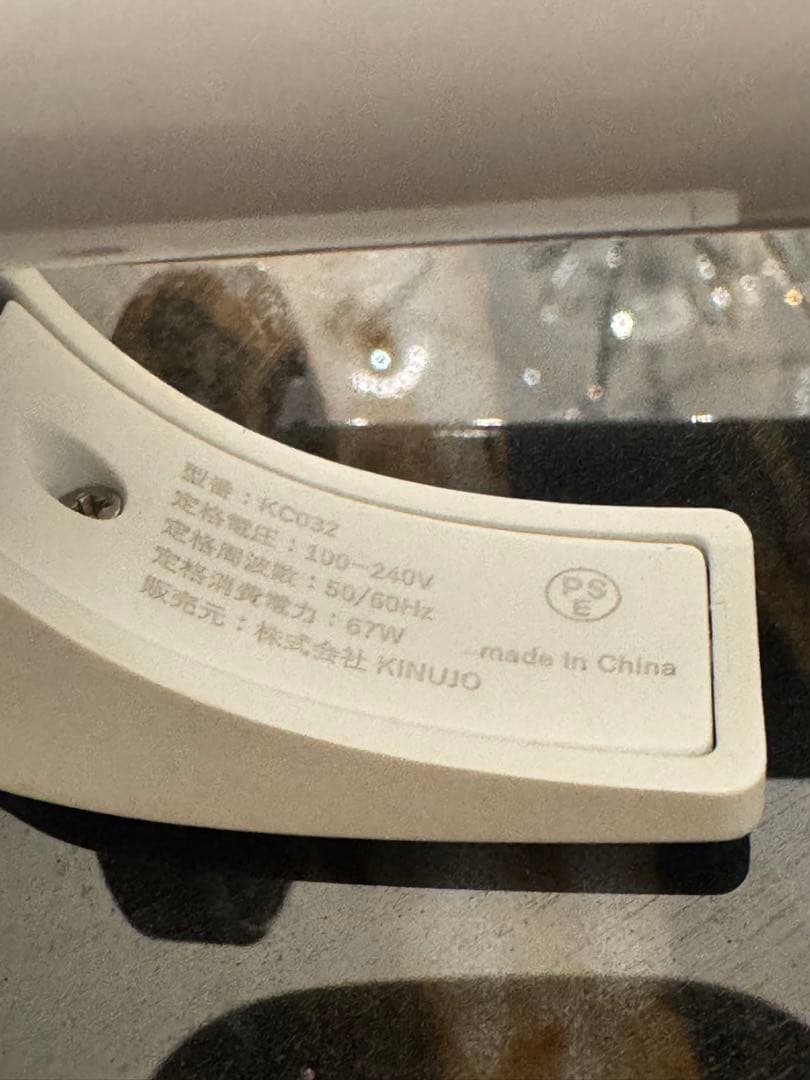 型番：KC032
定格電圧：100-240V
定格周波数：50/60Hz
定格消費電力：67W
販売元：株式会社 KINUJO
PS
E
made in China